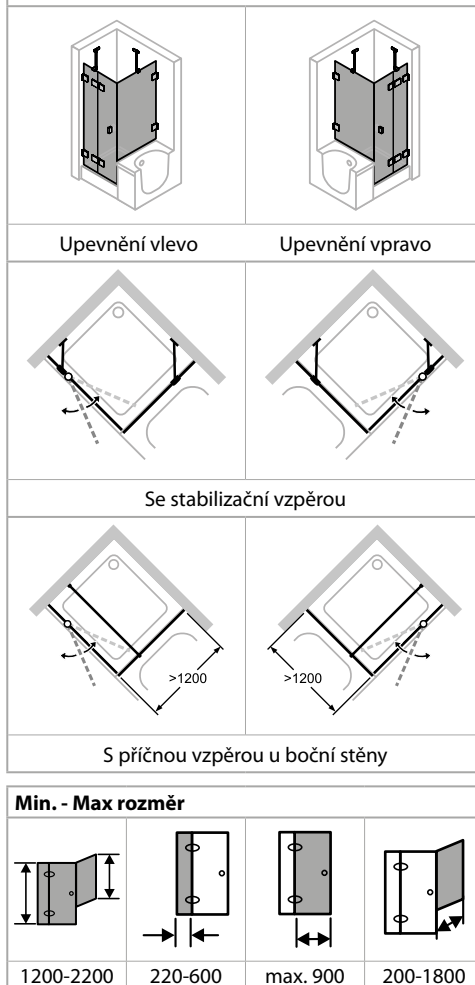 Upevnění vlevo
Upevnění vpravo
Se stabilizační vzpěrou
>1200
>1200
S příčnou vzpěrou u boční stěny
Min. - Max rozměr
1200-2200
220-600
max. 900
200-1800